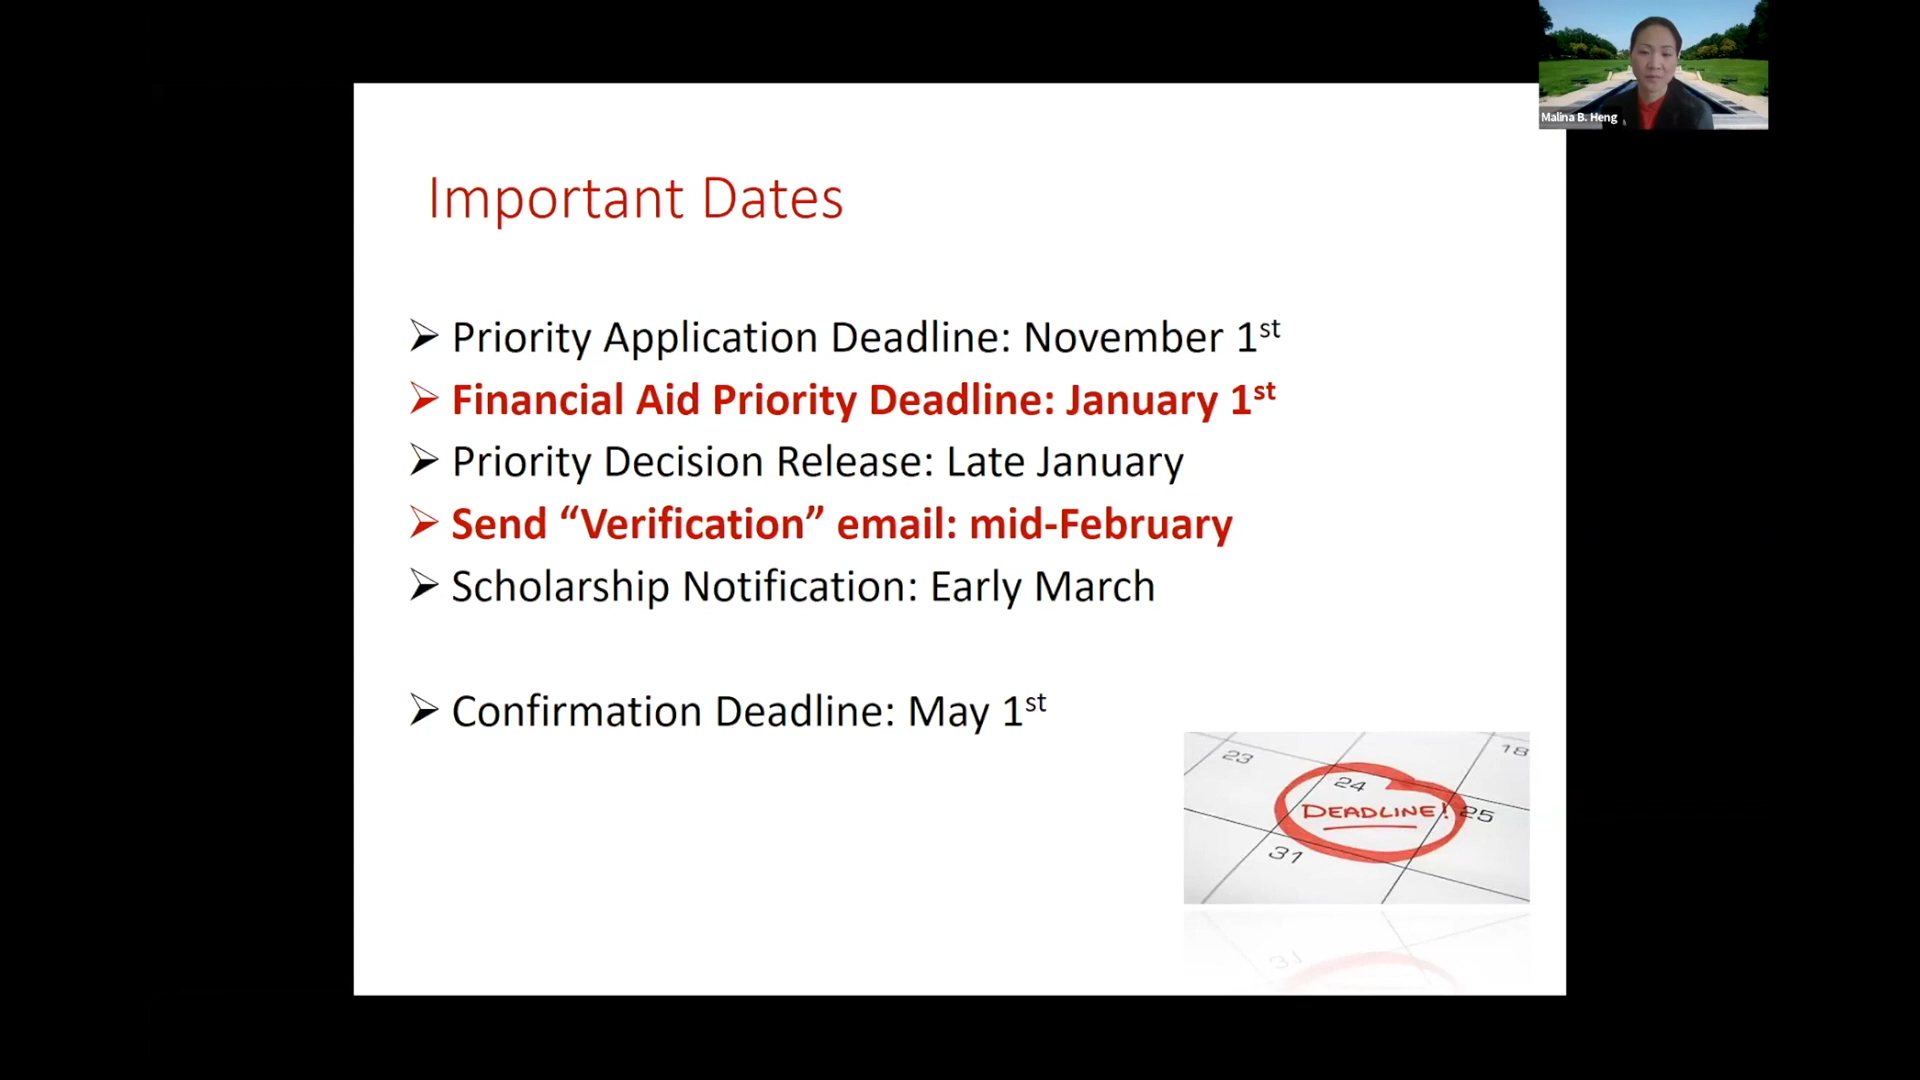 Malina B. Heng
Important Dates
➢ Priority Application Deadline: November 1st
➢ Financial Aid Priority Deadline: January 1st
➢ Priority Decision Release: Late January
➢ Send “Verification” email: mid-February
➢ Scholarship Notification: Early March
➢ Confirmation Deadline: May 1st
18
23
24
DEADLINE!
25
31
31